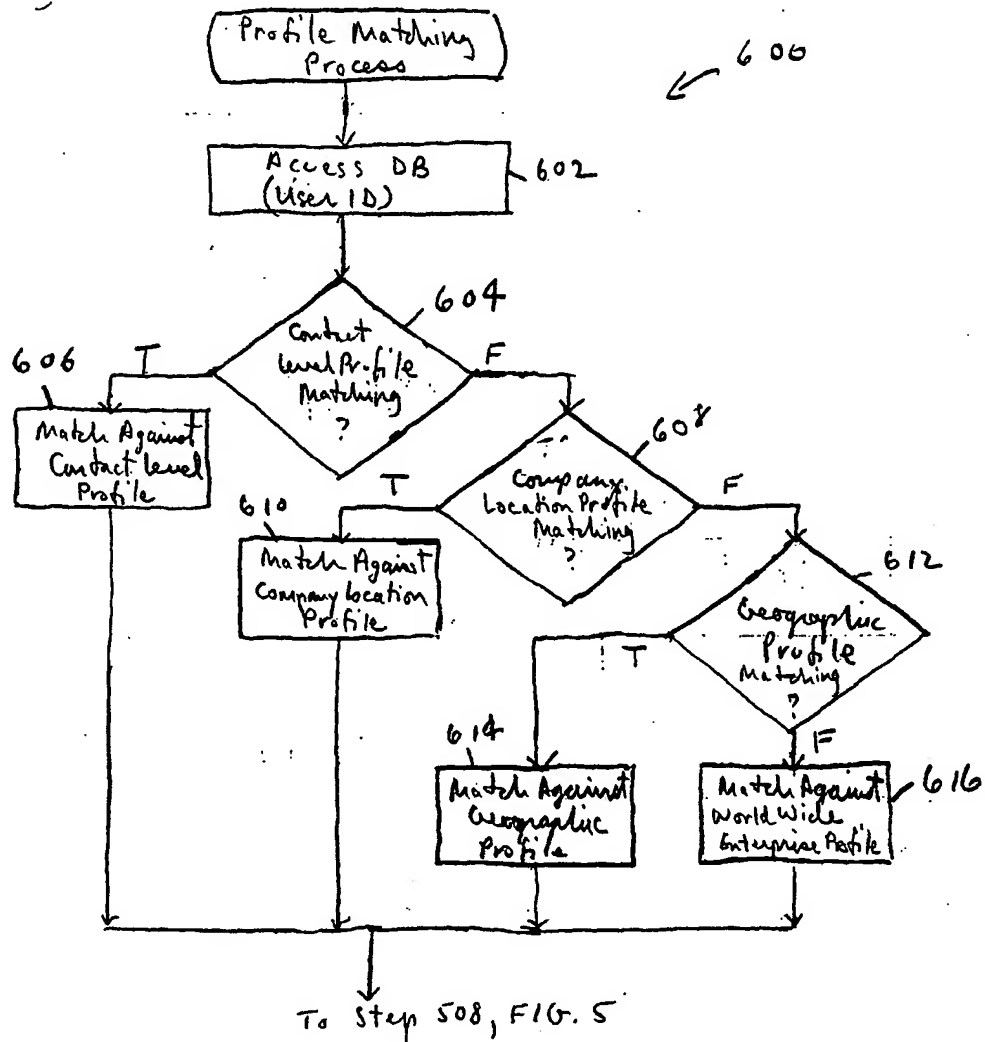 Profile Matching
Process
600
Access DB
(User ID)
602
604
Contact
Level Profile
Matching
?
T
F
606
Match Against
Contact Level
Profile
608
Company
Location Profile
Matching
?
T
F
610
Match Against
Company Location
Profile
612
Geographic
Profile
Matching
?
T
F
614
Match Against
Geographic
Profile
616
Match Against
World Wide
Enterprise Profile
To Step 508, FIG. 5